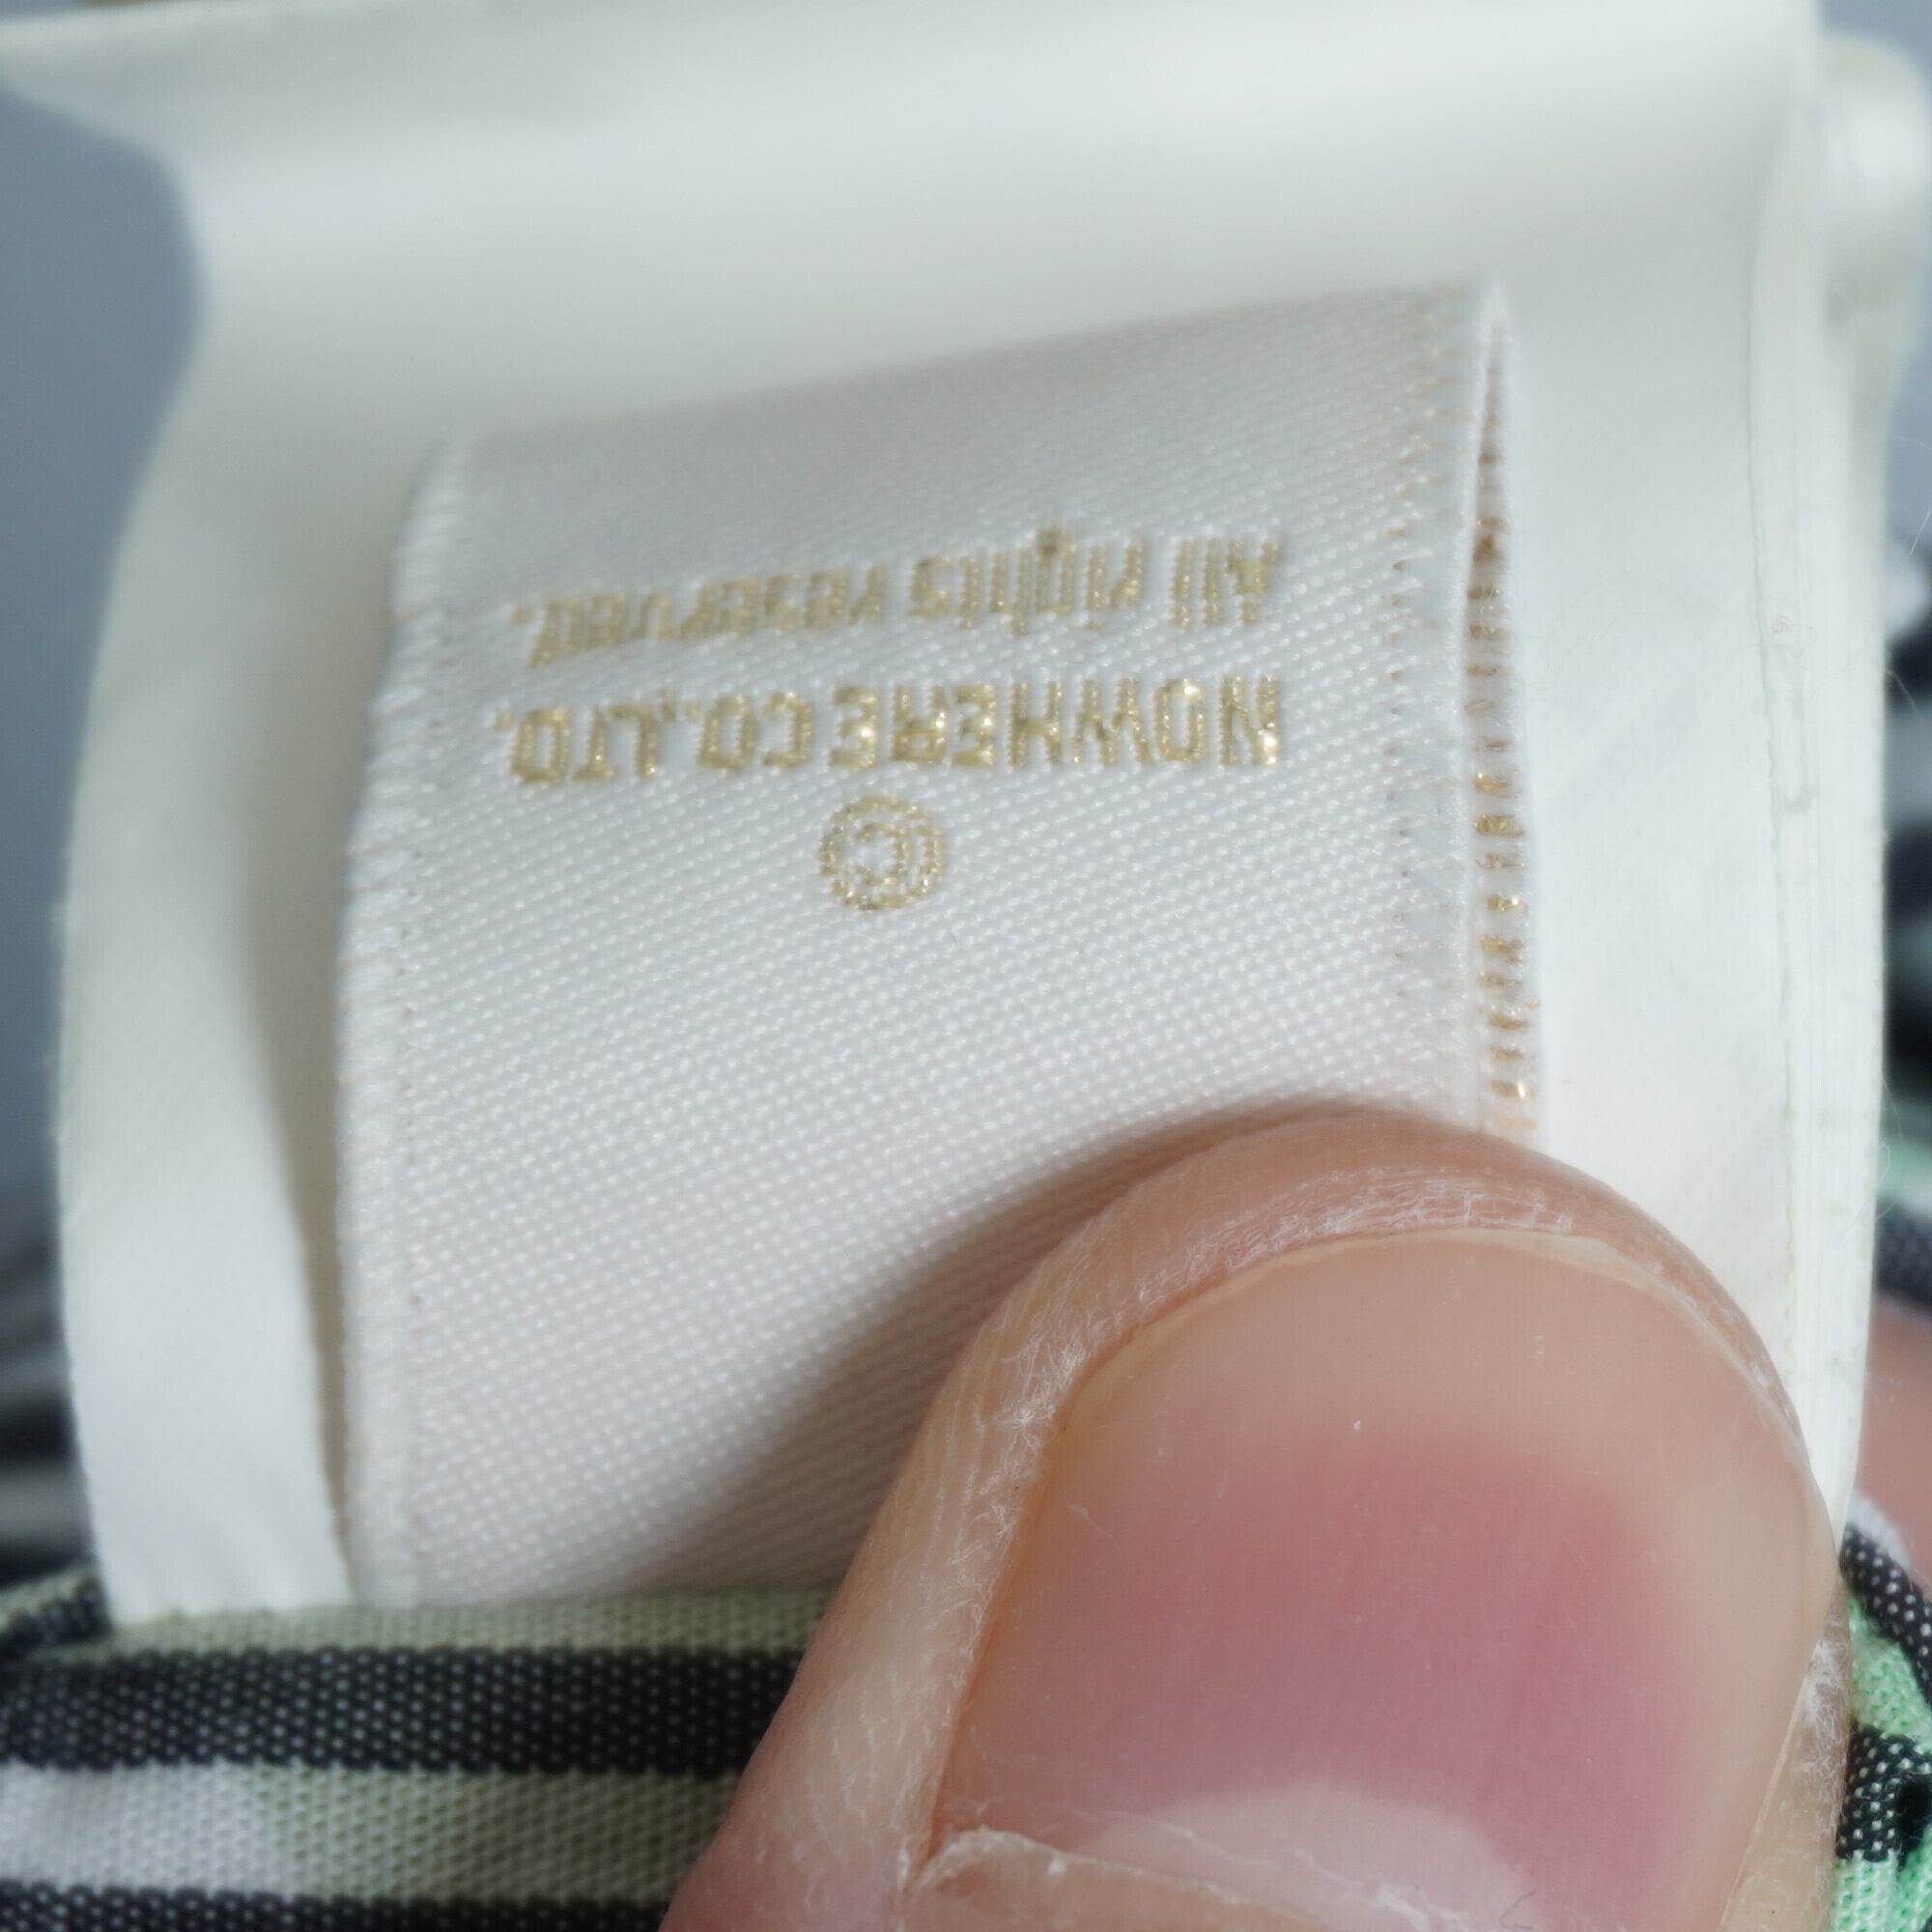 ©
NOWHERE CO.,LTD.
All rights reserved.